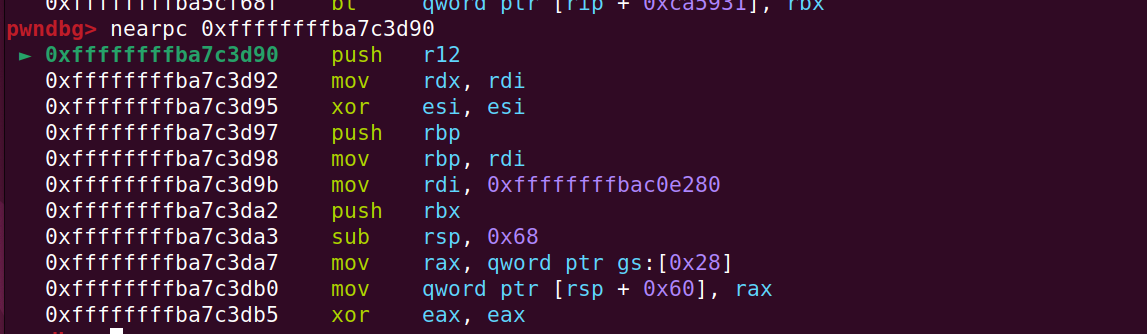 0xffffffffba5cf68f    bt     qword ptr [rip + 0xca5931], rbx
pwndbg> nearpc 0xffffffffba7c3d90
► 0xffffffffba7c3d90    push   r12
0xffffffffba7c3d92    mov    rdx, rdi
0xffffffffba7c3d95    xor    esi, esi
0xffffffffba7c3d97    push   rbp
0xffffffffba7c3d98    mov    rbp, rdi
0xffffffffba7c3d9b    mov    rdi, 0xffffffffbac0e280
0xffffffffba7c3da2    push   rbx
0xffffffffba7c3da3    sub    rsp, 0x68
0xffffffffba7c3da7    mov    rax, qword ptr gs:[0x28]
0xffffffffba7c3db0    mov    qword ptr [rsp + 0x60], rax
0xffffffffba7c3db5    xor    eax, eax